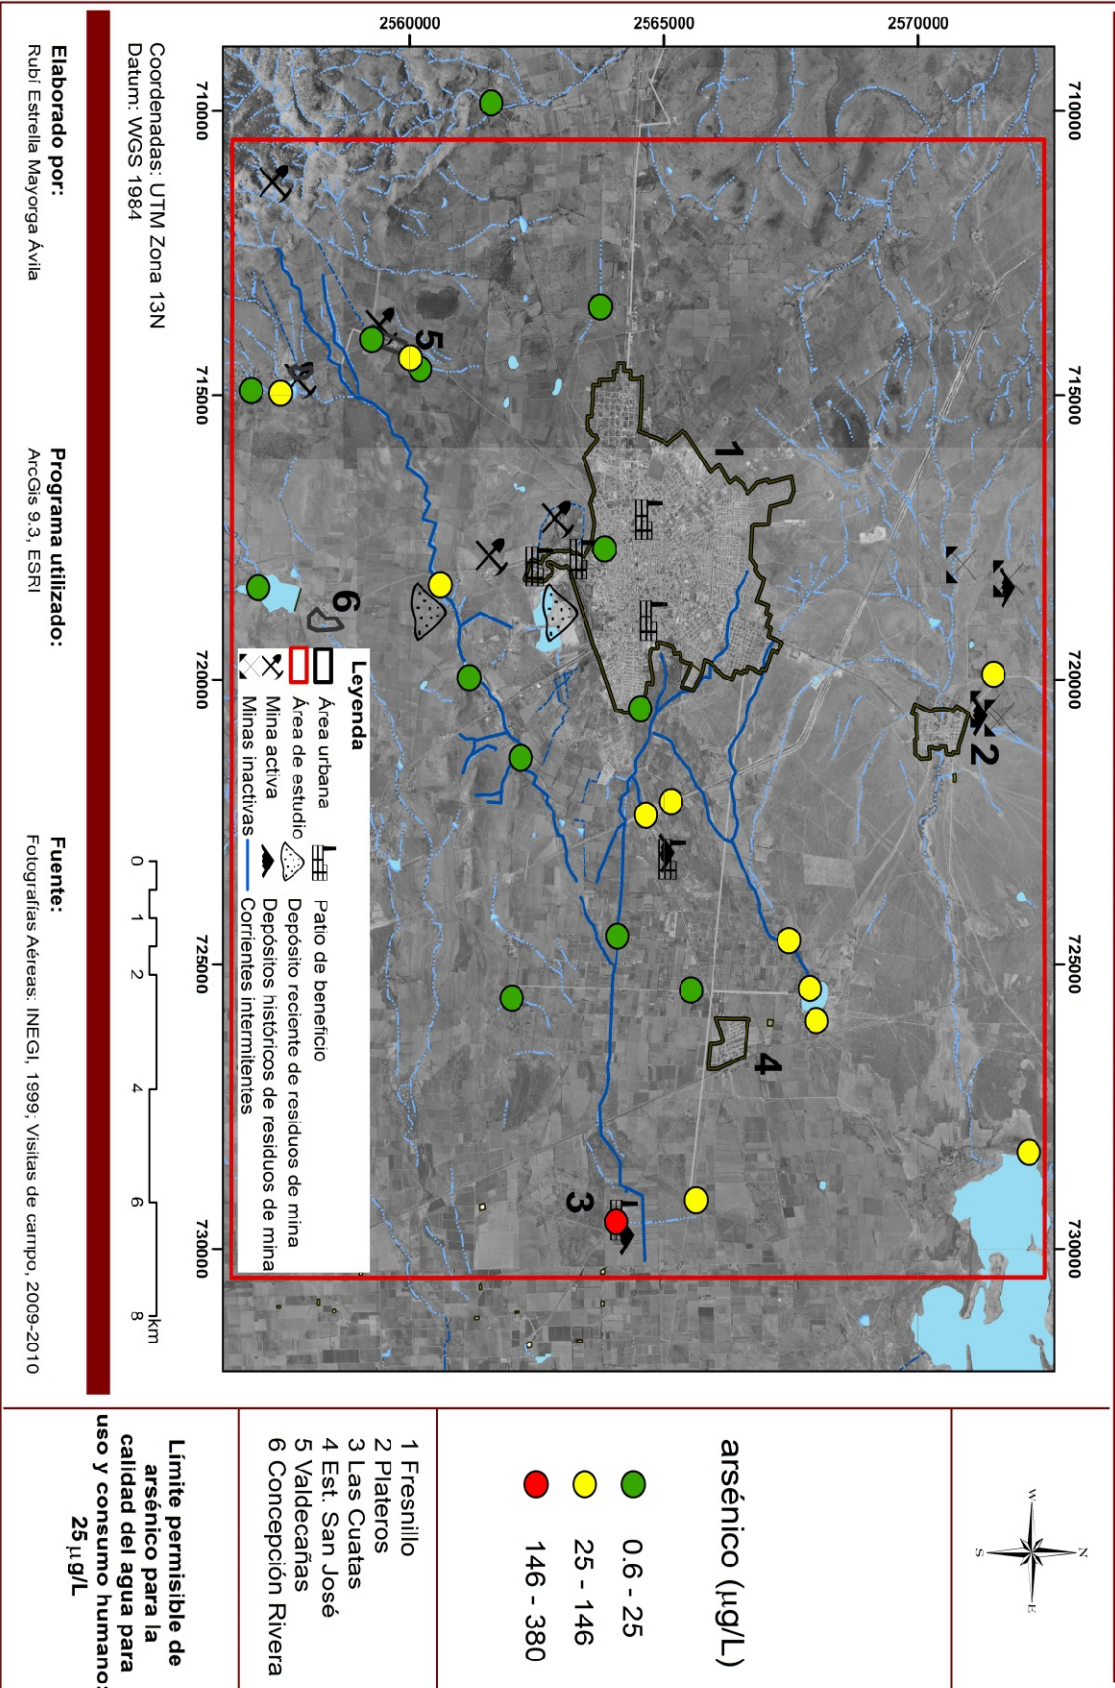 2560000
2565000
2570000
710000
715000
720000
725000
730000
710000
715000
720000
725000
730000
1
2
3
4
5
6
Leyenda
Área urbana
Área de estudio
Mina activa
Minas inactivas
Patio de beneficio
Depósito reciente de residuos de mina
Depósitos históricos de residuos de mina
Corrientes intermitentes
Coordenadas: UTM Zona 13N
Datum: WGS 1984
0 1 2 4 6 8 km
Elaborado por:
Rubí Estrella Mayorga Ávila
Programa utilizado:
ArcGis 9.3, ESRI
Fuente:
Fotografías Aéreas: INEGI, 1999; Visitas de campo, 2009-2010
N
W
E
S
arsénico (µg/L)
0.6 - 25
25 - 146
146 - 380
1 Fresnillo
2 Plateros
3 Las Cuatas
4 Est. San José
5 Valdecañas
6 Concepción Rivera
Límite permisible de
arsénico para la
calidad del agua para
uso y consumo humano:
25 µg/L